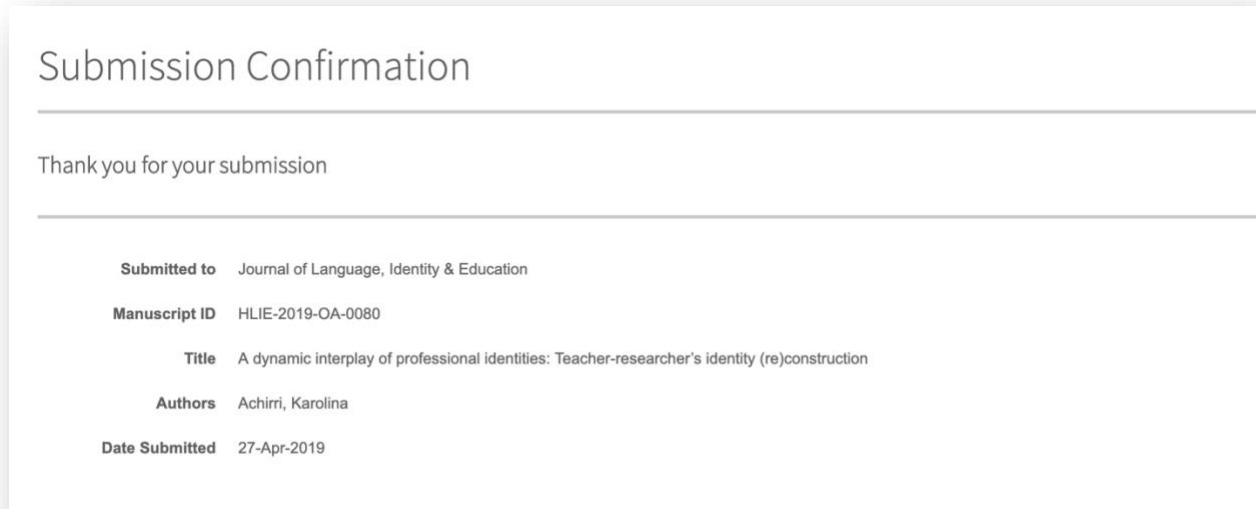 Submission Confirmation
Thank you for your submission
Submitted to Journal of Language, Identity & Education
Manuscript ID HLIE-2019-OA-0080
Title A dynamic interplay of professional identities: Teacher-researcher's identity (re)construction
Authors Achirri, Karolina
Date Submitted 27-Apr-2019